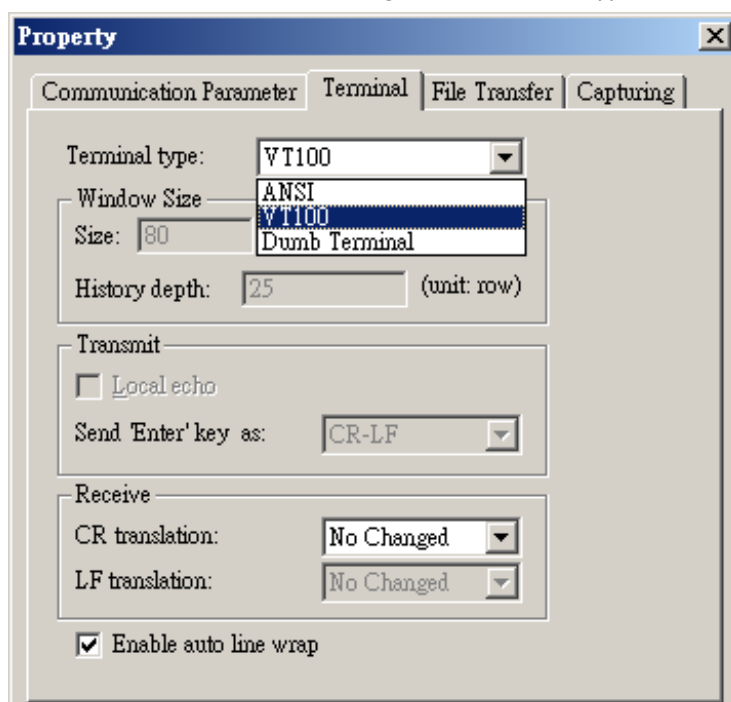 Property
Communication Parameter Terminal File Transfer Capturing
Terminal type: VT100
ANSI
VT100
Dumb Terminal
Window Size
Size: 80
History depth: 25 (unit: row)
Transmit
Local echo
Send 'Enter' key as: CR-LF
Receive
CR translation: No Changed
LF translation: No Changed
Enable auto line wrap